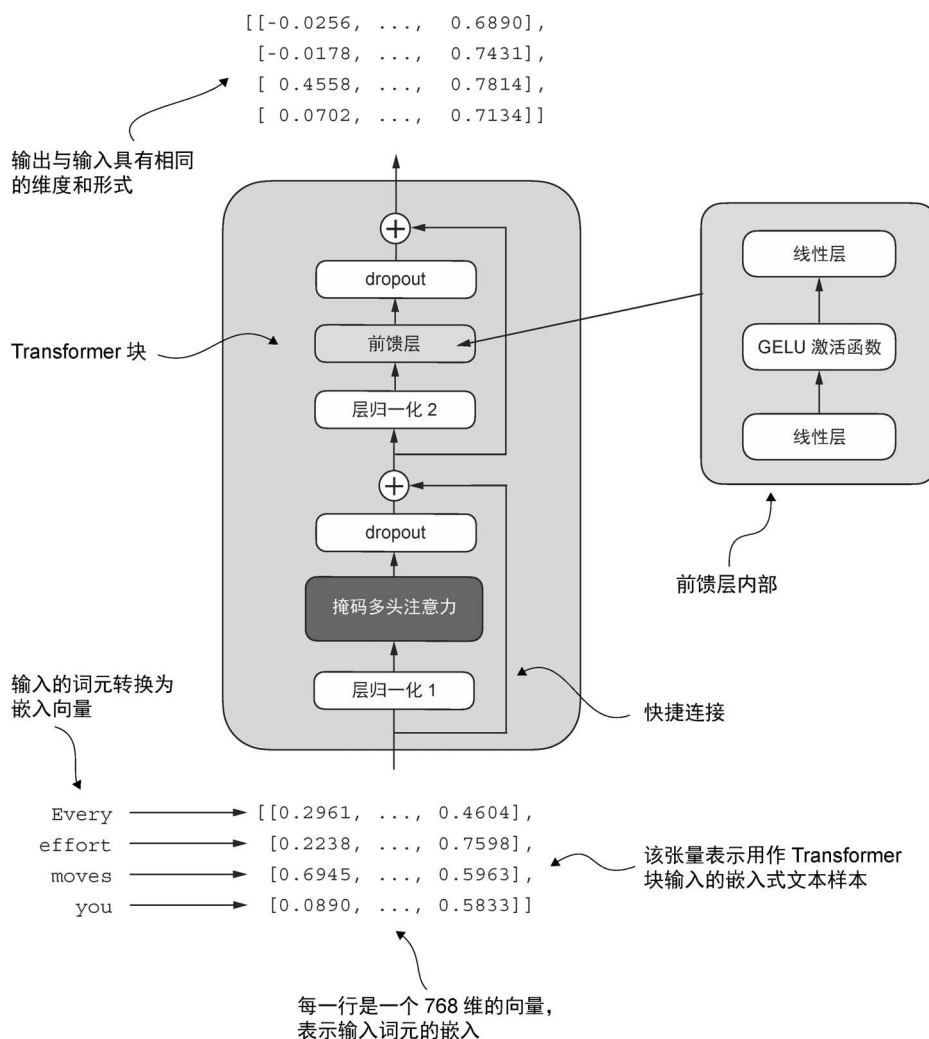 [[-0.0256, ..., 0.6890],
[-0.0178, ..., 0.7431],
[ 0.4558, ..., 0.7814],
[ 0.0702, ..., 0.7134]]
输出与输入具有相同
的维度和形式
dropout
前馈层
层归一化 2
Transformer 块
线性层
GELU 激活函数
线性层
前馈层内部
dropout
掩码多头注意力
层归一化 1
快捷连接
输入的词元转换为
嵌入向量
Every [[0.2961, ..., 0.4604],
effort [0.2238, ..., 0.7598],
moves [0.6945, ..., 0.5963],
you [0.0890, ..., 0.5833]]
该张量表示用作 Transformer
块输入的嵌入式文本样本
每一行是一个 768 维的向量，
表示输入词元的嵌入